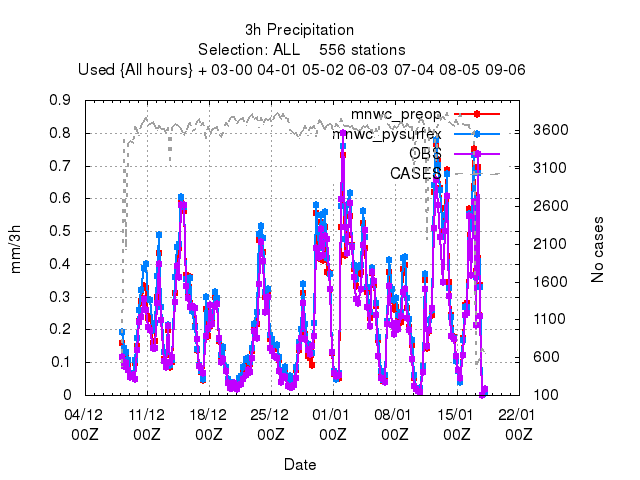 3h Precipitation
Selection: ALL 556 stations
Used {All hours} + 03-00 04-01 05-02 06-03 07-04 08-05 09-06
mnwc_preop
mnwc_pysurfex
OBS
CASES
0.9
0.8
0.7
0.6
0.5
0.4
0.3
0.2
0.1
0
mm/3h
3600
3100
2600
2100
1600
1100
600
100
No cases
04/12 11/12 18/12 25/12 01/01 08/01 15/01 22/01
00Z 00Z 00Z 00Z 00Z 00Z 00Z 00Z
Date